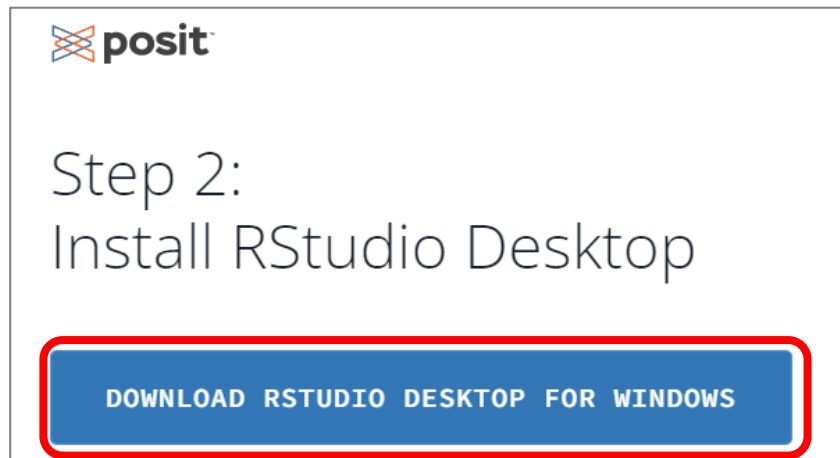 posit
Step 2:
Install RStudio Desktop
DOWNLOAD RSTUDIO DESKTOP FOR WINDOWS